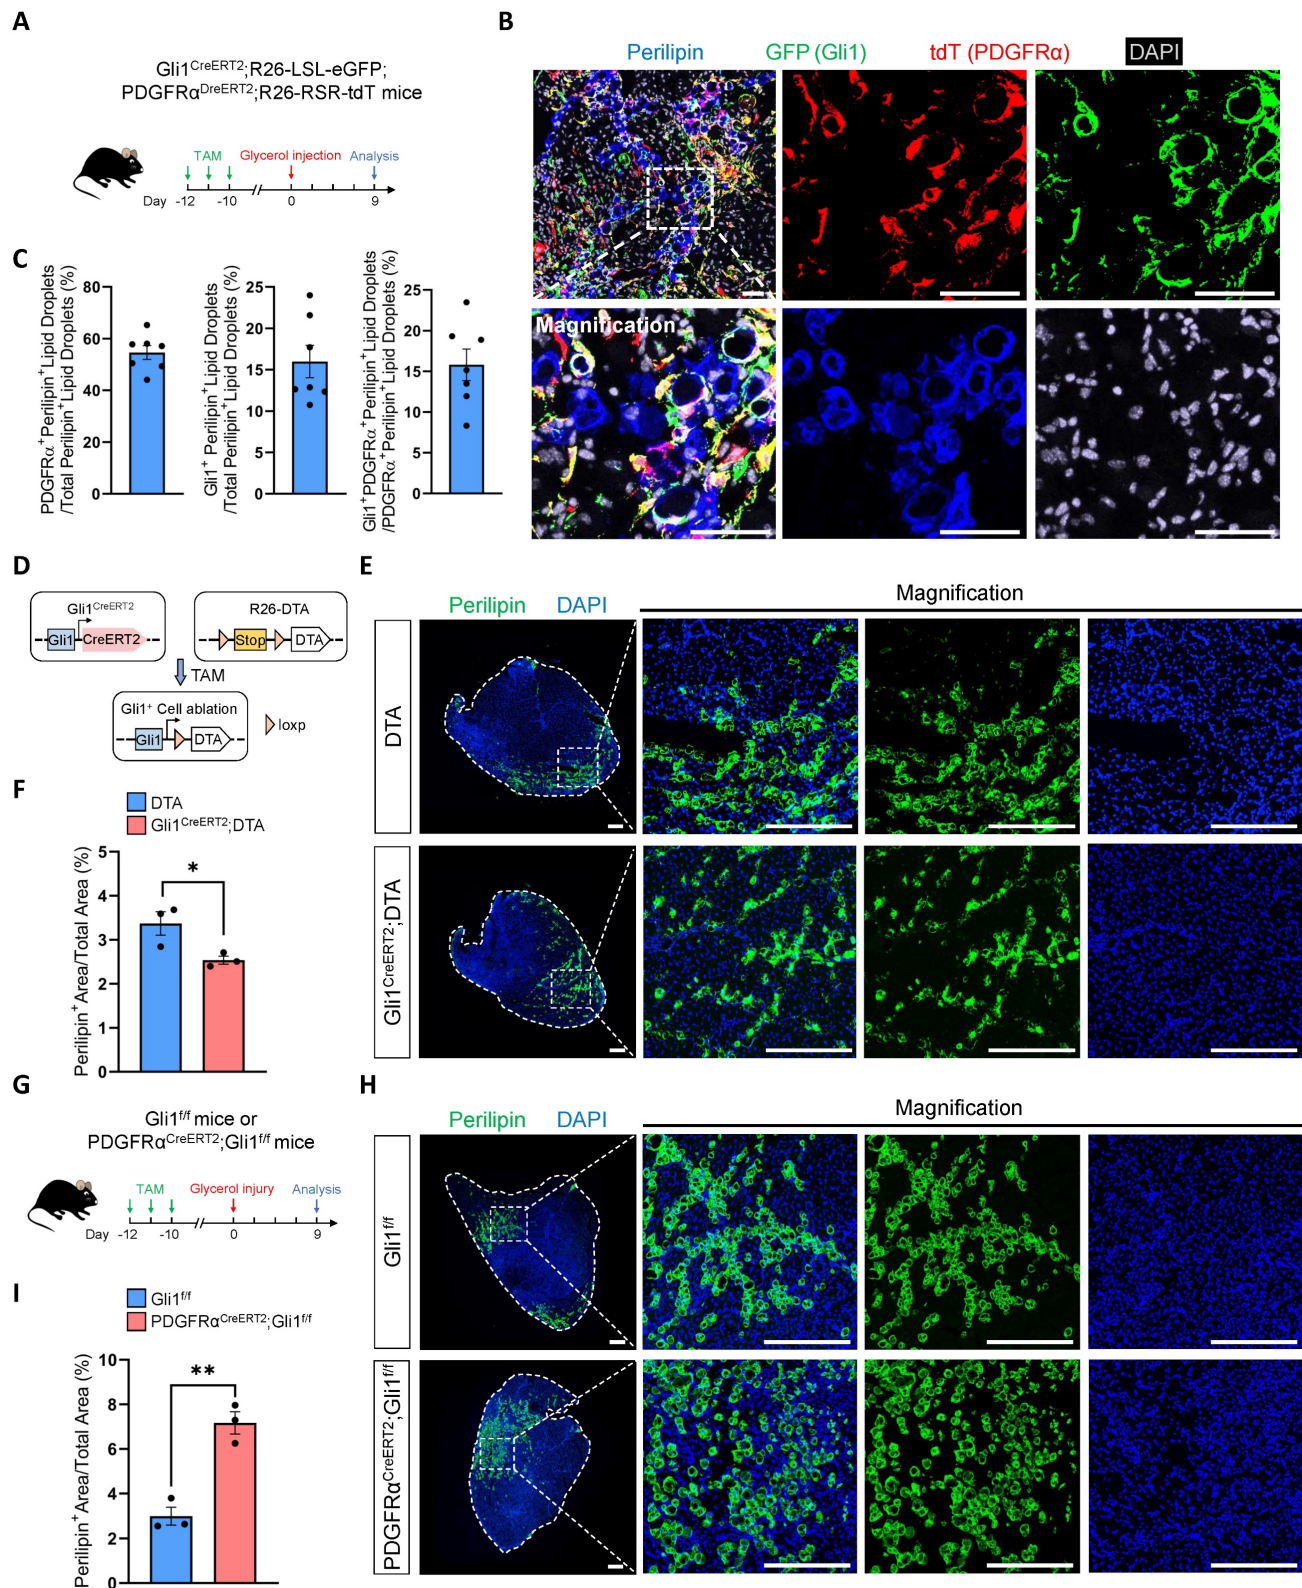 A
Gli1CreERT2;R26-LSL-eGFP;
PDGFRαDreERT2;R26-RSR-tdT mice
TAM
Glycerol injection
Analysis
Day
-12
-10
0
9
B
Perilipin
GFP (Gli1)
tdT (PDGFRα)
DAPI
Magnification
C
PDGFRα+Perilipin+Lipid Droplets
/Total Perilipin+Lipid Droplets (%)
80
60
40
20
0
Gli1+ Perilipin+Lipid Droplets
/Total Perilipin+Lipid Droplets (%)
25
20
15
10
5
0
Gli1+PDGFRα+Perilipin+Lipid Droplets
/PDGFRα+Perilipin+Lipid Droplets (%)
25
20
15
10
5
0
D
Gli1CreERT2
Gli1
CreERT2
R26-DTA
Stop
DTA
TAM
Gli1+ Cell ablation
Gli1
DTA
loxp
E
Perilipin
DAPI
Magnification
DTA
Gli1CreERT2;DTA
F
DTA
Gli1CreERT2;DTA
Perilipin+ Area/Total Area (%)
5
4
3
2
1
0
*
G
Gli1f/f mice or
PDGFRαCreERT2;Gli1f/f mice
TAM
Glycerol injury
Analysis
Day
-12
-10
0
9
H
Perilipin
DAPI
Magnification
Gli1f/f
PDGFRαCreERT2;Gli1f/f
I
Gli1f/f
PDGFRαCreERT2;Gli1f/f
Perilipin+ Area/Total Area (%)
10
8
6
4
2
0
**